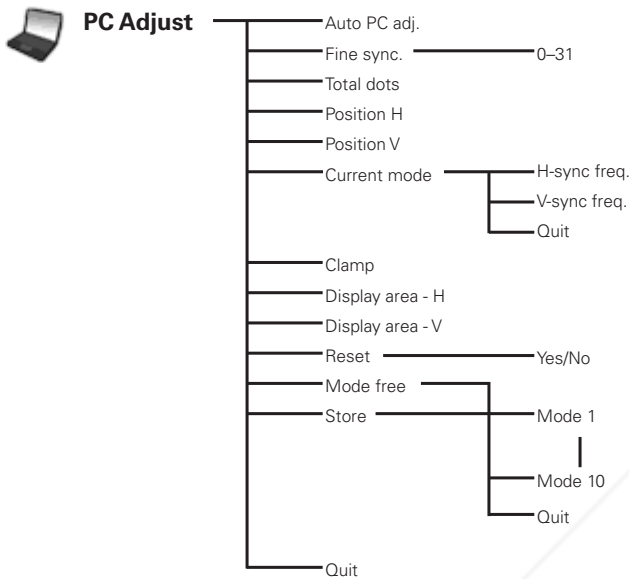 PC Adjust
Auto PC adj.
Fine sync. 0–31
Total dots
Position H
Position V
Current mode H-sync freq.
V-sync freq.
Quit
Clamp
Display area - H
Display area - V
Reset Yes/No
Mode free
Store Mode 1
Mode 10
Quit
Quit